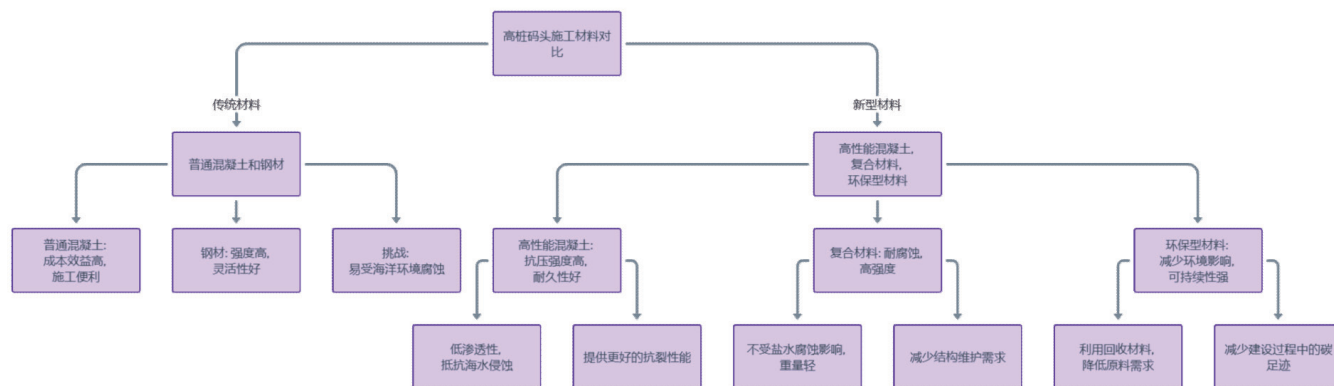 高桩码头施工材料对
比
传统材料
新型材料
普通混凝土和钢材
高性能混凝土,
复合材料,
环保型材料
普通混凝土:
成本效益高,
施工便利
钢材: 强度高,
灵活性好
挑战:
易受海洋环境腐蚀
高性能混凝土:
抗压强度高,
耐久性好
复合材料: 耐腐蚀,
高强度
环保型材料:
减少环境影响,
可持续性强
低渗透性,
抵抗海水侵蚀
提供更好的抗裂性能
不受盐水腐蚀影响,
重量轻
减少结构维护需求
利用回收材料,
降低原料需求
减少建设过程中的碳
足迹